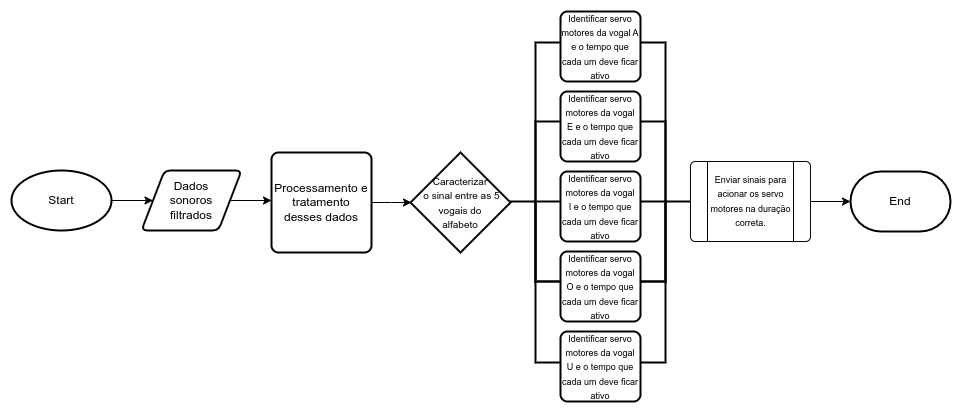 Start
Dados
sonoros
filtrados
Processamento e
tratamento
desses dados
Caracterizar
o sinal entre as 5
vogais do
alfabeto
Identificar servo
motores da vogal A
e o tempo que
cada um deve ficar
ativo
Identificar servo
motores da vogal
E e o tempo que
cada um deve ficar
ativo
Identificar servo
motores da vogal
I e o tempo que
cada um deve ficar
ativo
Identificar servo
motores da vogal
O e o tempo que
cada um deve ficar
ativo
Identificar servo
motores da vogal
U e o tempo que
cada um deve ficar
ativo
Enviar sinais para
acionar os servo
motores na duração
correta.
End